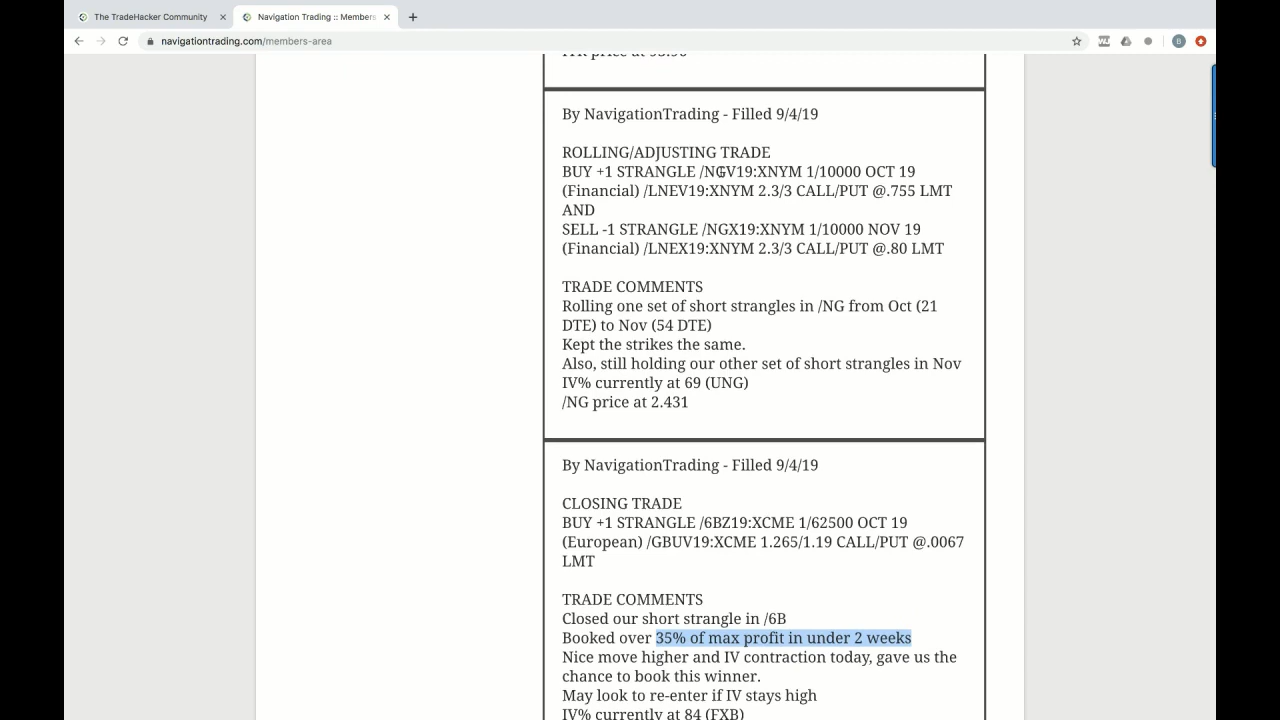 The TradeHacker Community
Navigation Trading :: Members
navigationtrading.com/members-area
By NavigationTrading - Filled 9/4/19
ROLLING/ADJUSTING TRADE
BUY +1 STRANGLE /NGV19:XNYM 1/10000 OCT 19
(Financial) /LNEV19:XNYM 2.3/3 CALL/PUT @.755 LMT
AND
SELL -1 STRANGLE /NGX19:XNYM 1/10000 NOV 19
(Financial) /LNEX19:XNYM 2.3/3 CALL/PUT @.80 LMT
TRADE COMMENTS
Rolling one set of short strangles in /NG from Oct (21
DTE) to Nov (54 DTE)
Kept the strikes the same.
Also, still holding our other set of short strangles in Nov
IV% currently at 69 (UNG)
/NG price at 2.431
By NavigationTrading - Filled 9/4/19
CLOSING TRADE
BUY +1 STRANGLE /6BZ19:XCME 1/62500 OCT 19
(European) /GBUV19:XCME 1.265/1.19 CALL/PUT @.0067
LMT
TRADE COMMENTS
Closed our short strangle in /6B
Booked over 35% of max profit in under 2 weeks
Nice move higher and IV contraction today, gave us the
chance to book this winner.
May look to re-enter if IV stays high
IV% currently at 84 (FXB)